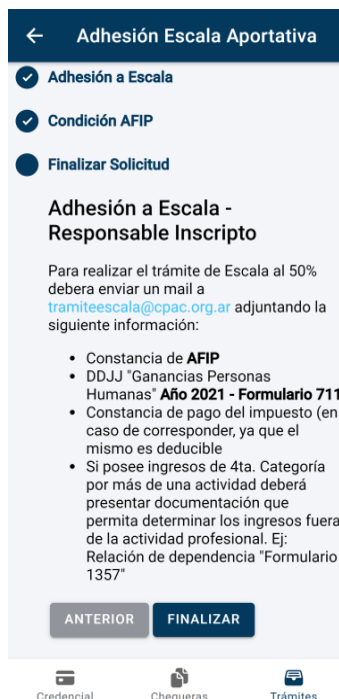 Adhesión Escala Aportativa
Adhesión a Escala
Condición AFIP
Finalizar Solicitud
Adhesión a Escala -
Responsable Inscripto
Para realizar el trámite de Escala al 50%
debera enviar un mail a
tramiteescala@cpac.org.ar adjuntando la
siguiente información:
• Constancia de AFIP
• DDJJ "Ganancias Personas
Humanas" Año 2021 - Formulario 711
• Constancia de pago del impuesto (en
caso de corresponder, ya que el
mismo es deducible
• Si posee ingresos de 4ta. Categoría
por más de una actividad deberá
presentar documentación que
permita determinar los ingresos fuera
de la actividad profesional. Ej:
Relación de dependencia "Formulario
1357"
ANTERIOR FINALIZAR
Credencial Chequeras Trámites